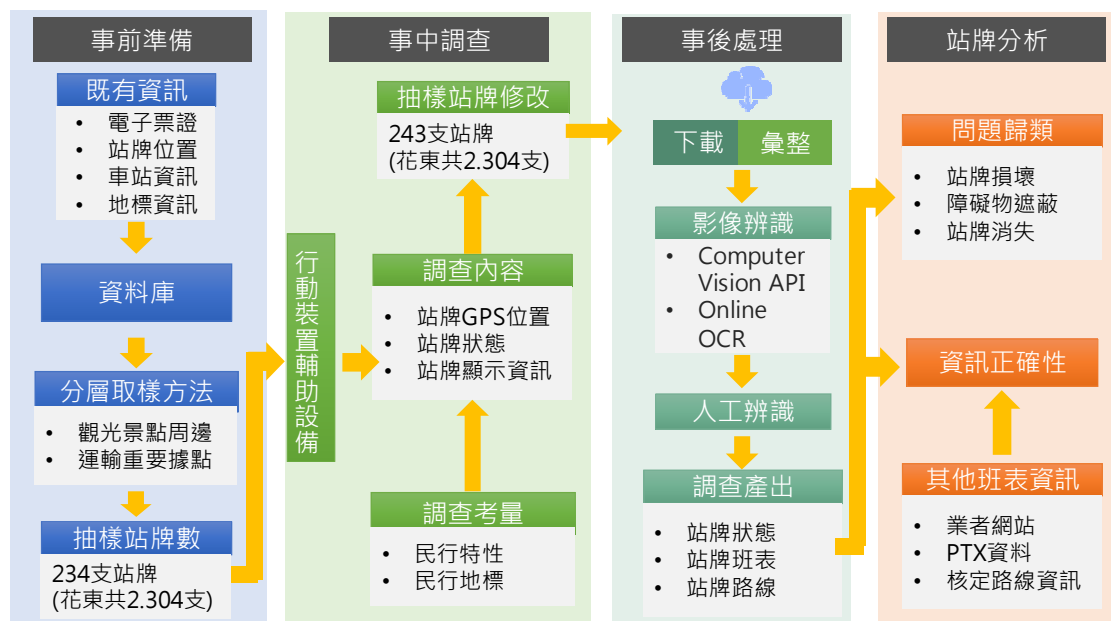 事前準備
既有資訊
• 電子票證
• 站牌位置
• 車站資訊
• 地標資訊
資料庫
分層取樣方法
• 觀光景點周邊
• 運輸重要據點
抽樣站牌數
234支站牌
(花東共2.304支)
事中調查
行動裝置輔助設備
抽樣站牌修改
243支站牌
(花東共2.304支)
調查內容
• 站牌GPS位置
• 站牌狀態
• 站牌顯示資訊
調查考量
• 民行特性
• 民行地標
事後處理
下載
彙整
影像辨識
• Computer
Vision API
• Online
OCR
人工辨識
調查產出
• 站牌狀態
• 站牌班表
• 站牌路線
站牌分析
問題歸類
• 站牌損壞
• 障礙物遮蔽
• 站牌消失
資訊正確性
其他班表資訊
• 業者網站
• PTX資料
• 核定路線資訊